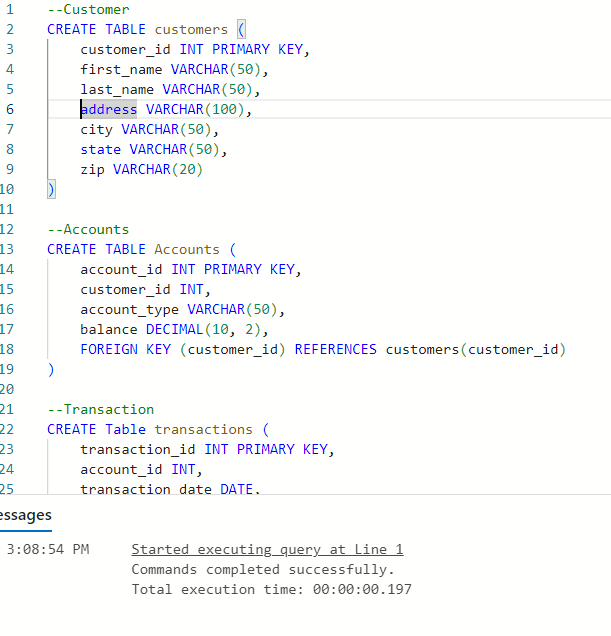 1 --Customer
2 CREATE TABLE customers (
3 customer_id INT PRIMARY KEY,
4 first_name VARCHAR(50),
5 last_name VARCHAR(50),
6 address VARCHAR(100),
7 city VARCHAR(50),
8 state VARCHAR(50),
9 zip VARCHAR(20)
10 )
11
12 --Accounts
13 CREATE TABLE Accounts (
14 account_id INT PRIMARY KEY,
15 customer_id INT,
16 account_type VARCHAR(50),
17 balance DECIMAL(10, 2),
18 FOREIGN KEY (customer_id) REFERENCES customers(customer_id)
19 )
20
21 --Transaction
22 CREATE Table transactions (
23 transaction_id INT PRIMARY KEY,
24 account_id INT,
25 transaction_date DATE,
essages
3:08:54 PM Started executing query at Line 1
Commands completed successfully.
Total execution time: 00:00:00.197